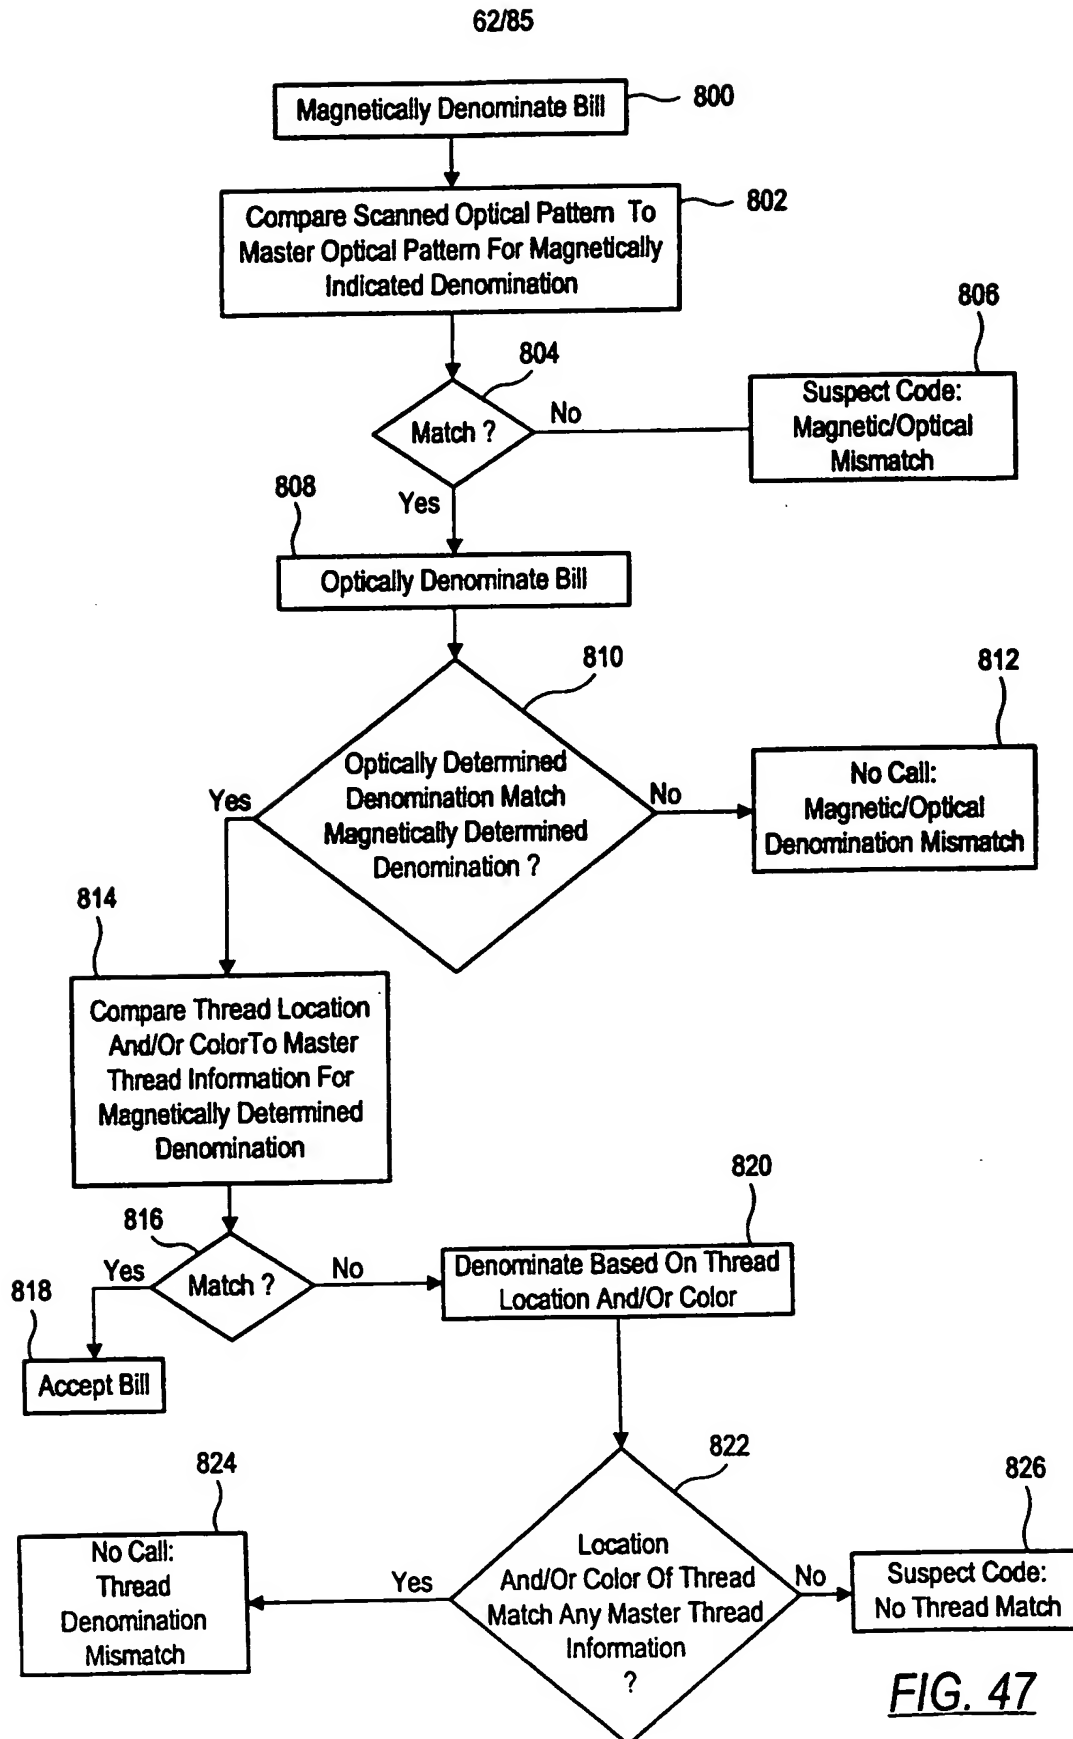 62/85
Magnetically Denominate Bill
800
Compare Scanned Optical Pattern To
Master Optical Pattern For Magnetically
Indicated Denomination
802
804
Match ?
No
806
Suspect Code:
Magnetic/Optical
Mismatch
Yes
808
Optically Denominate Bill
810
Optically Determined
Denomination Match
Magnetically Determined
Denomination ?
Yes
No
812
No Call:
Magnetic/Optical
Denomination Mismatch
814
Compare Thread Location
And/Or ColorTo Master
Thread Information For
Magnetically Determined
Denomination
816
Match ?
Yes
No
818
Accept Bill
820
Denominate Based On Thread
Location And/Or Color
822
Location
And/Or Color Of Thread
Match Any Master Thread
Information
?
Yes
No
824
No Call:
Thread
Denomination
Mismatch
826
Suspect Code:
No Thread Match
FIG. 47